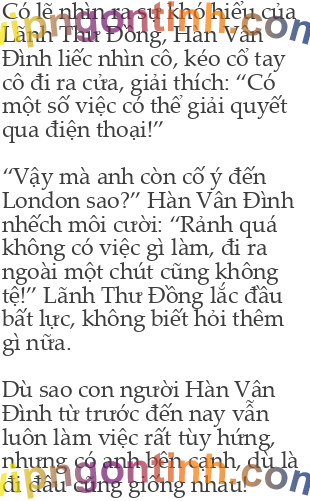 Có lẽ nhìn ra sự khó hiểu của
Lãnh Thư Đồng, Hàn Vân
Đình liếc nhìn cô, kéo cổ tay
cô đi ra cửa, giải thích: “Có
một số việc có thể giải quyết
qua điện thoại!”
“Vậy mà anh còn cố ý đến
London sao?” Hàn Vân Đình
nhếch môi cười: “Rảnh quá
không có việc gì làm, đi ra
ngoài một chút cũng không
tệ!” Lãnh Thư Đồng lắc đầu
bất lực, không biết hỏi thêm
gì nữa.
Dù sao con người Hàn Vân
Đình từ trước đến nay vẫn
luôn làm việc rất tùy hứng,
nhưng có anh bên cạnh, dù là
đi đâu cũng giống nhau!
vipngontinh.com
vipngontinh.com